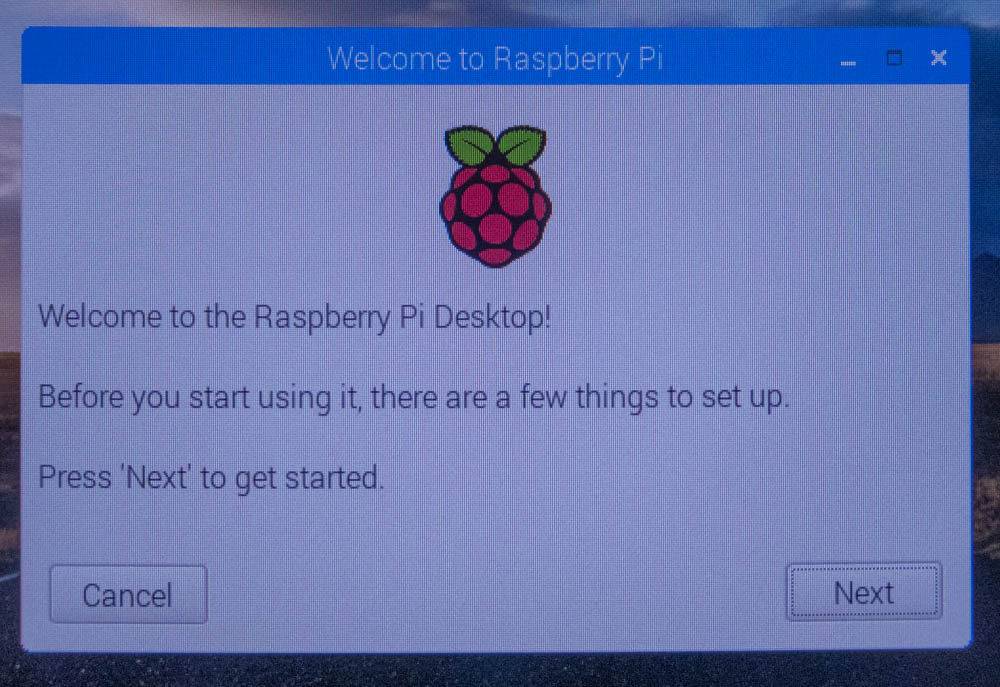 Welcome to Raspberry Pi
Welcome to the Raspberry Pi Desktop!
Before you start using it, there are a few things to set up.
Press 'Next' to get started.
Cancel
Next